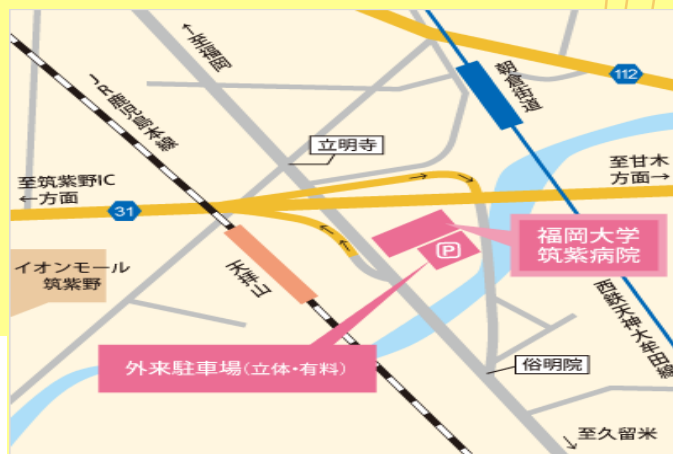 ↑至福岡
JR鹿児島本線
朝倉街道
112
立明寺
至筑紫野IC
←方面
31
至甘木
方面→
福岡大学
筑紫病院
P
イオンモール
筑紫野
天拝山
西鉄天神大牟田線
外来駐車場(立体・有料)
俗明院
至久留米